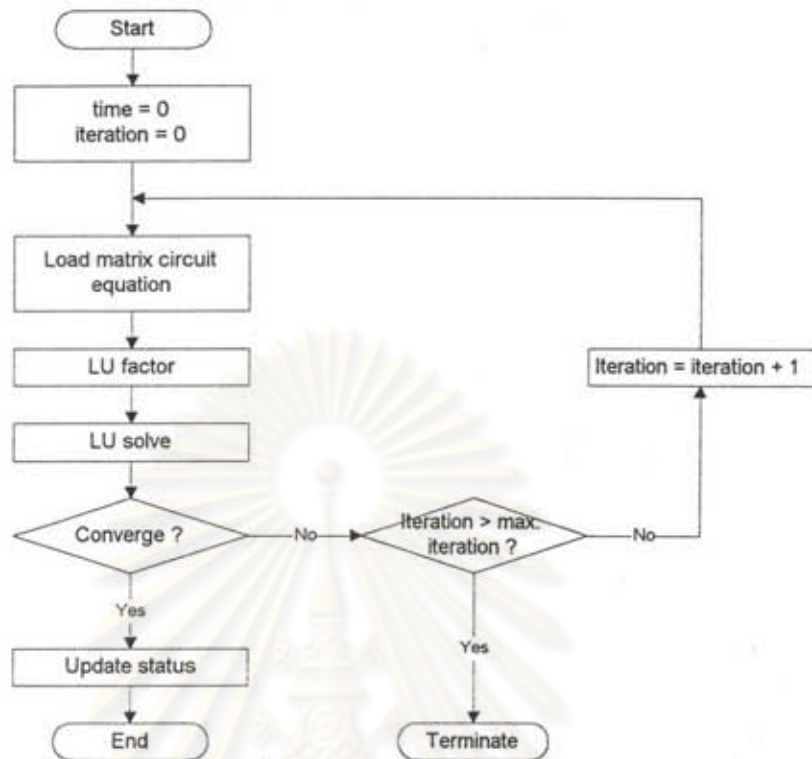 Start
time = 0
iteration = 0
Load matrix circuit
equation
LU factor
Iteration = iteration + 1
LU solve
Converge ?
No
Iteration > max.
iteration ?
No
Yes
Yes
Update status
End
Terminate